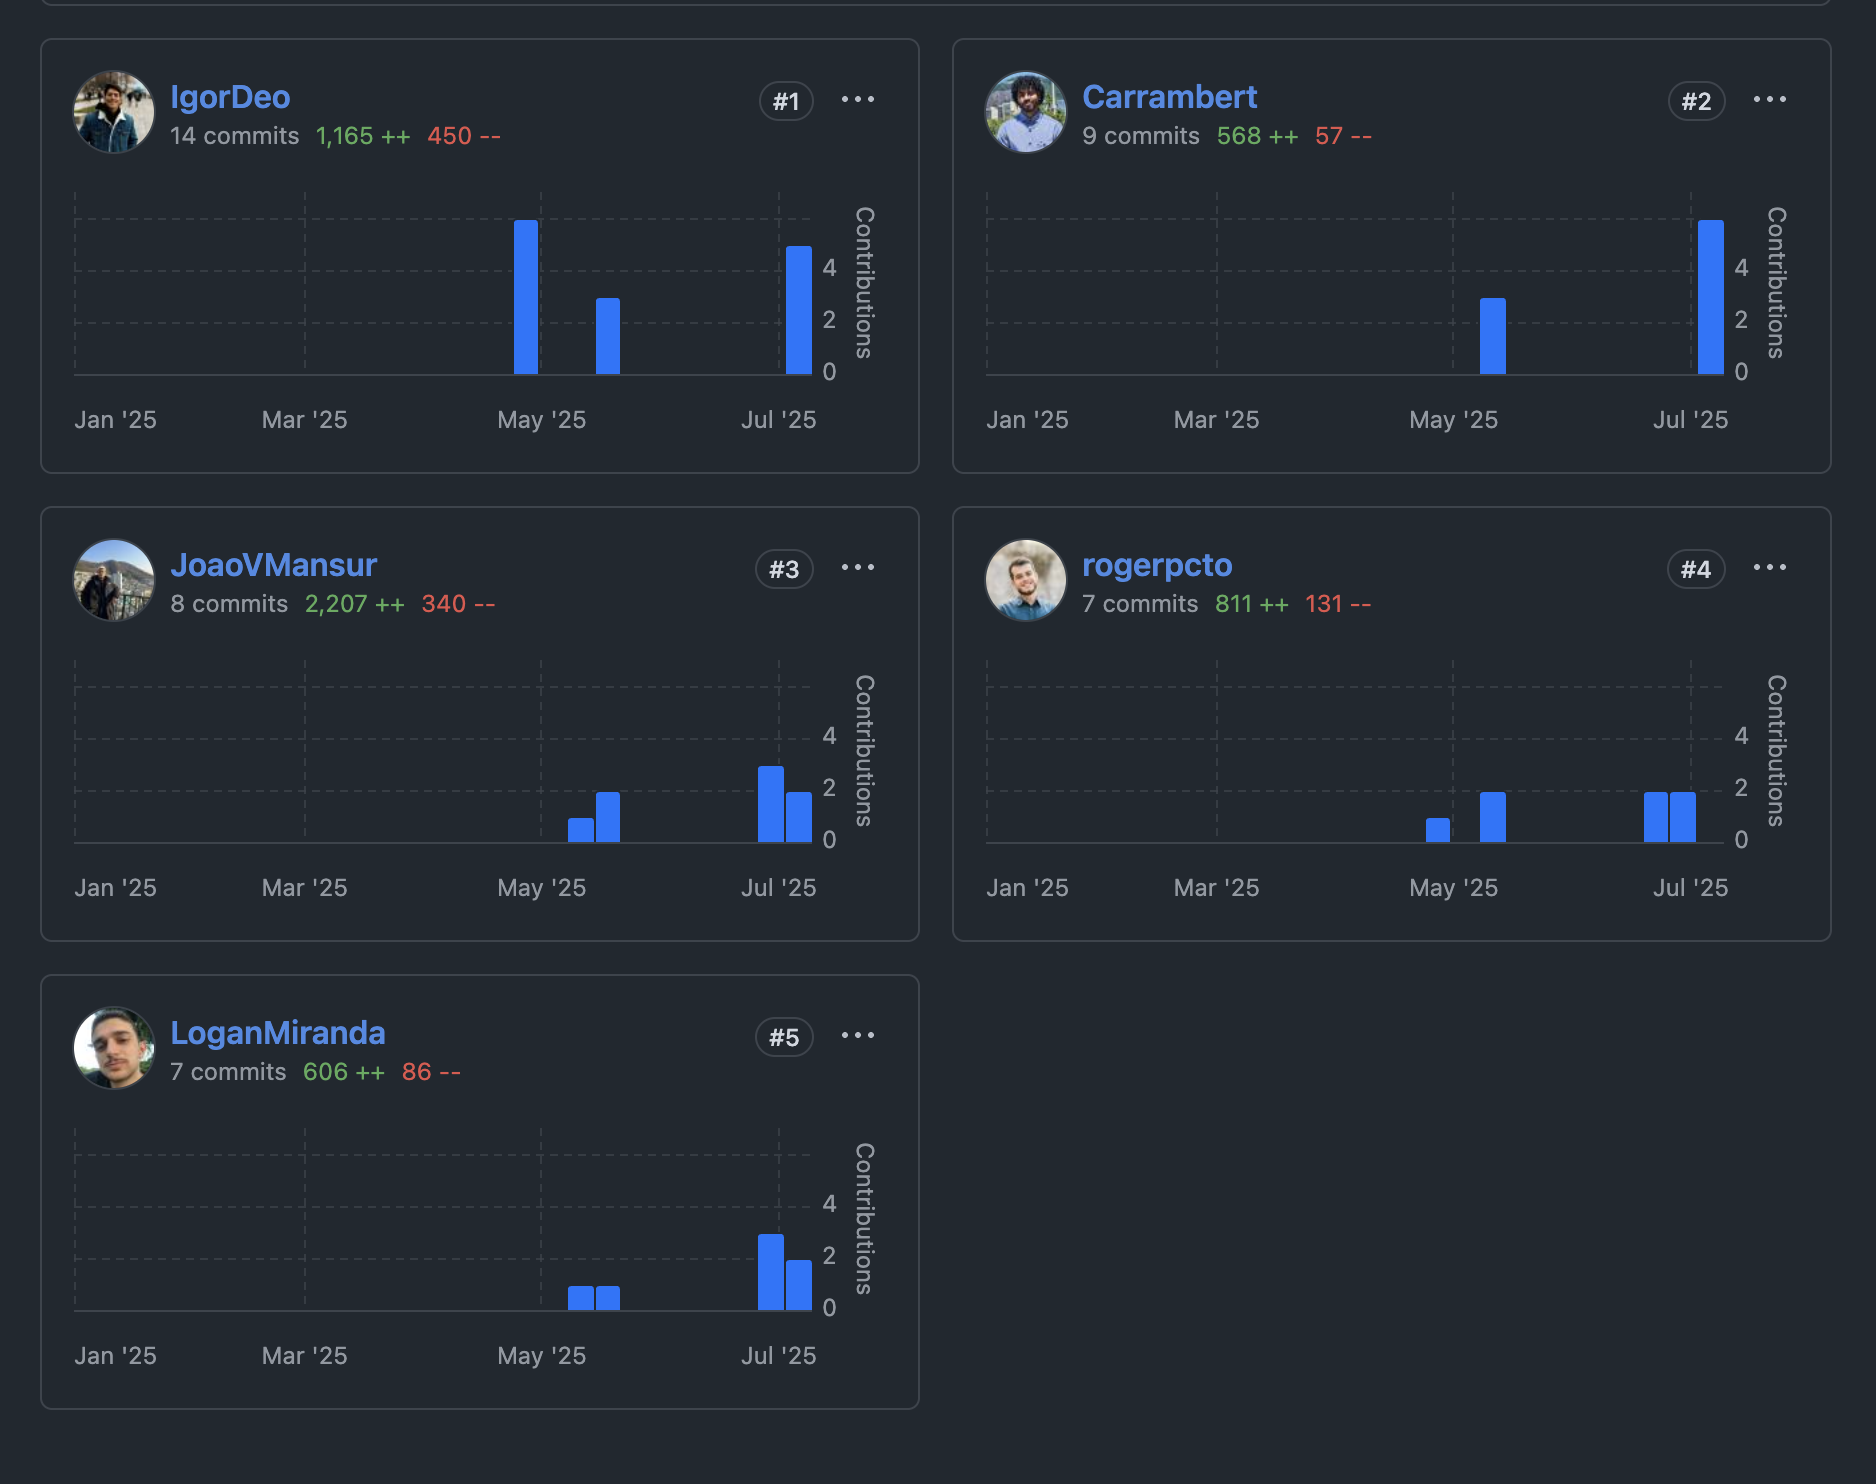 IgorDeo
#1
14 commits 1,165 ++ 450 --
4
2
0
Contributions
Jan '25 Mar '25 May '25 Jul '25
Carrambert
#2
9 commits 568 ++ 57 --
4
2
0
Contributions
Jan '25 Mar '25 May '25 Jul '25
JoaoVMansur
#3
8 commits 2,207 ++ 340 --
4
2
0
Contributions
Jan '25 Mar '25 May '25 Jul '25
rogerpcto
#4
7 commits 811 ++ 131 --
4
2
0
Contributions
Jan '25 Mar '25 May '25 Jul '25
LoganMiranda
#5
7 commits 606 ++ 86 --
4
2
0
Contributions
Jan '25 Mar '25 May '25 Jul '25